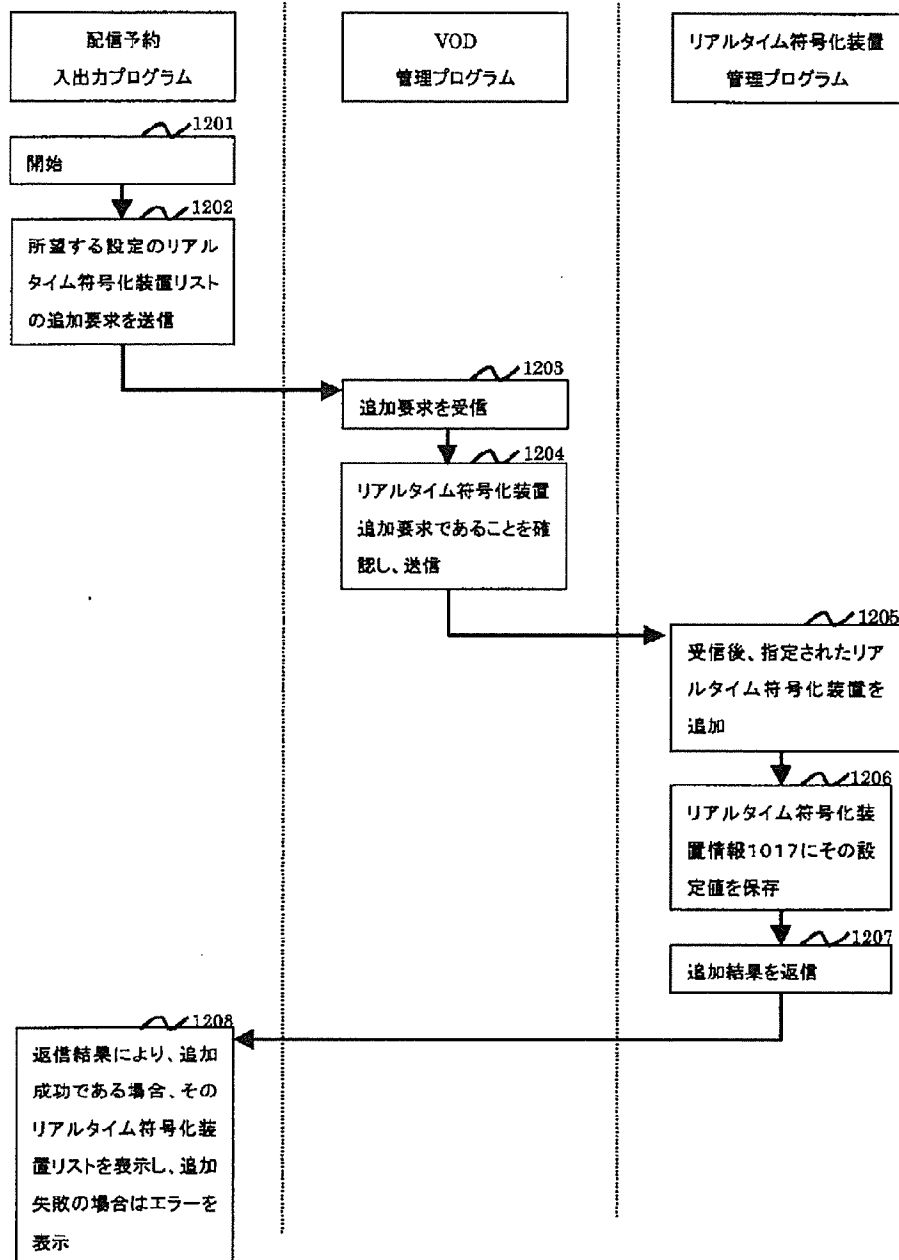 配信予約
入出力プログラム
VOD
管理プログラム
リアルタイム符号化装置
管理プログラム
1201
開始
1202
所望する設定のリアル
タイム符号化装置リスト
の追加要求を送信
1203
追加要求を受信
1204
リアルタイム符号化装置
追加要求であることを確
認し、送信
1205
受信後、指定されたリア
ルタイム符号化装置を
追加
1206
リアルタイム符号化装
置情報1017にその設
定値を保存
1207
追加結果を返信
1208
返信結果により、追加
成功である場合、その
リアルタイム符号化装
置リストを表示し、追加
失敗の場合はエラーを
表示